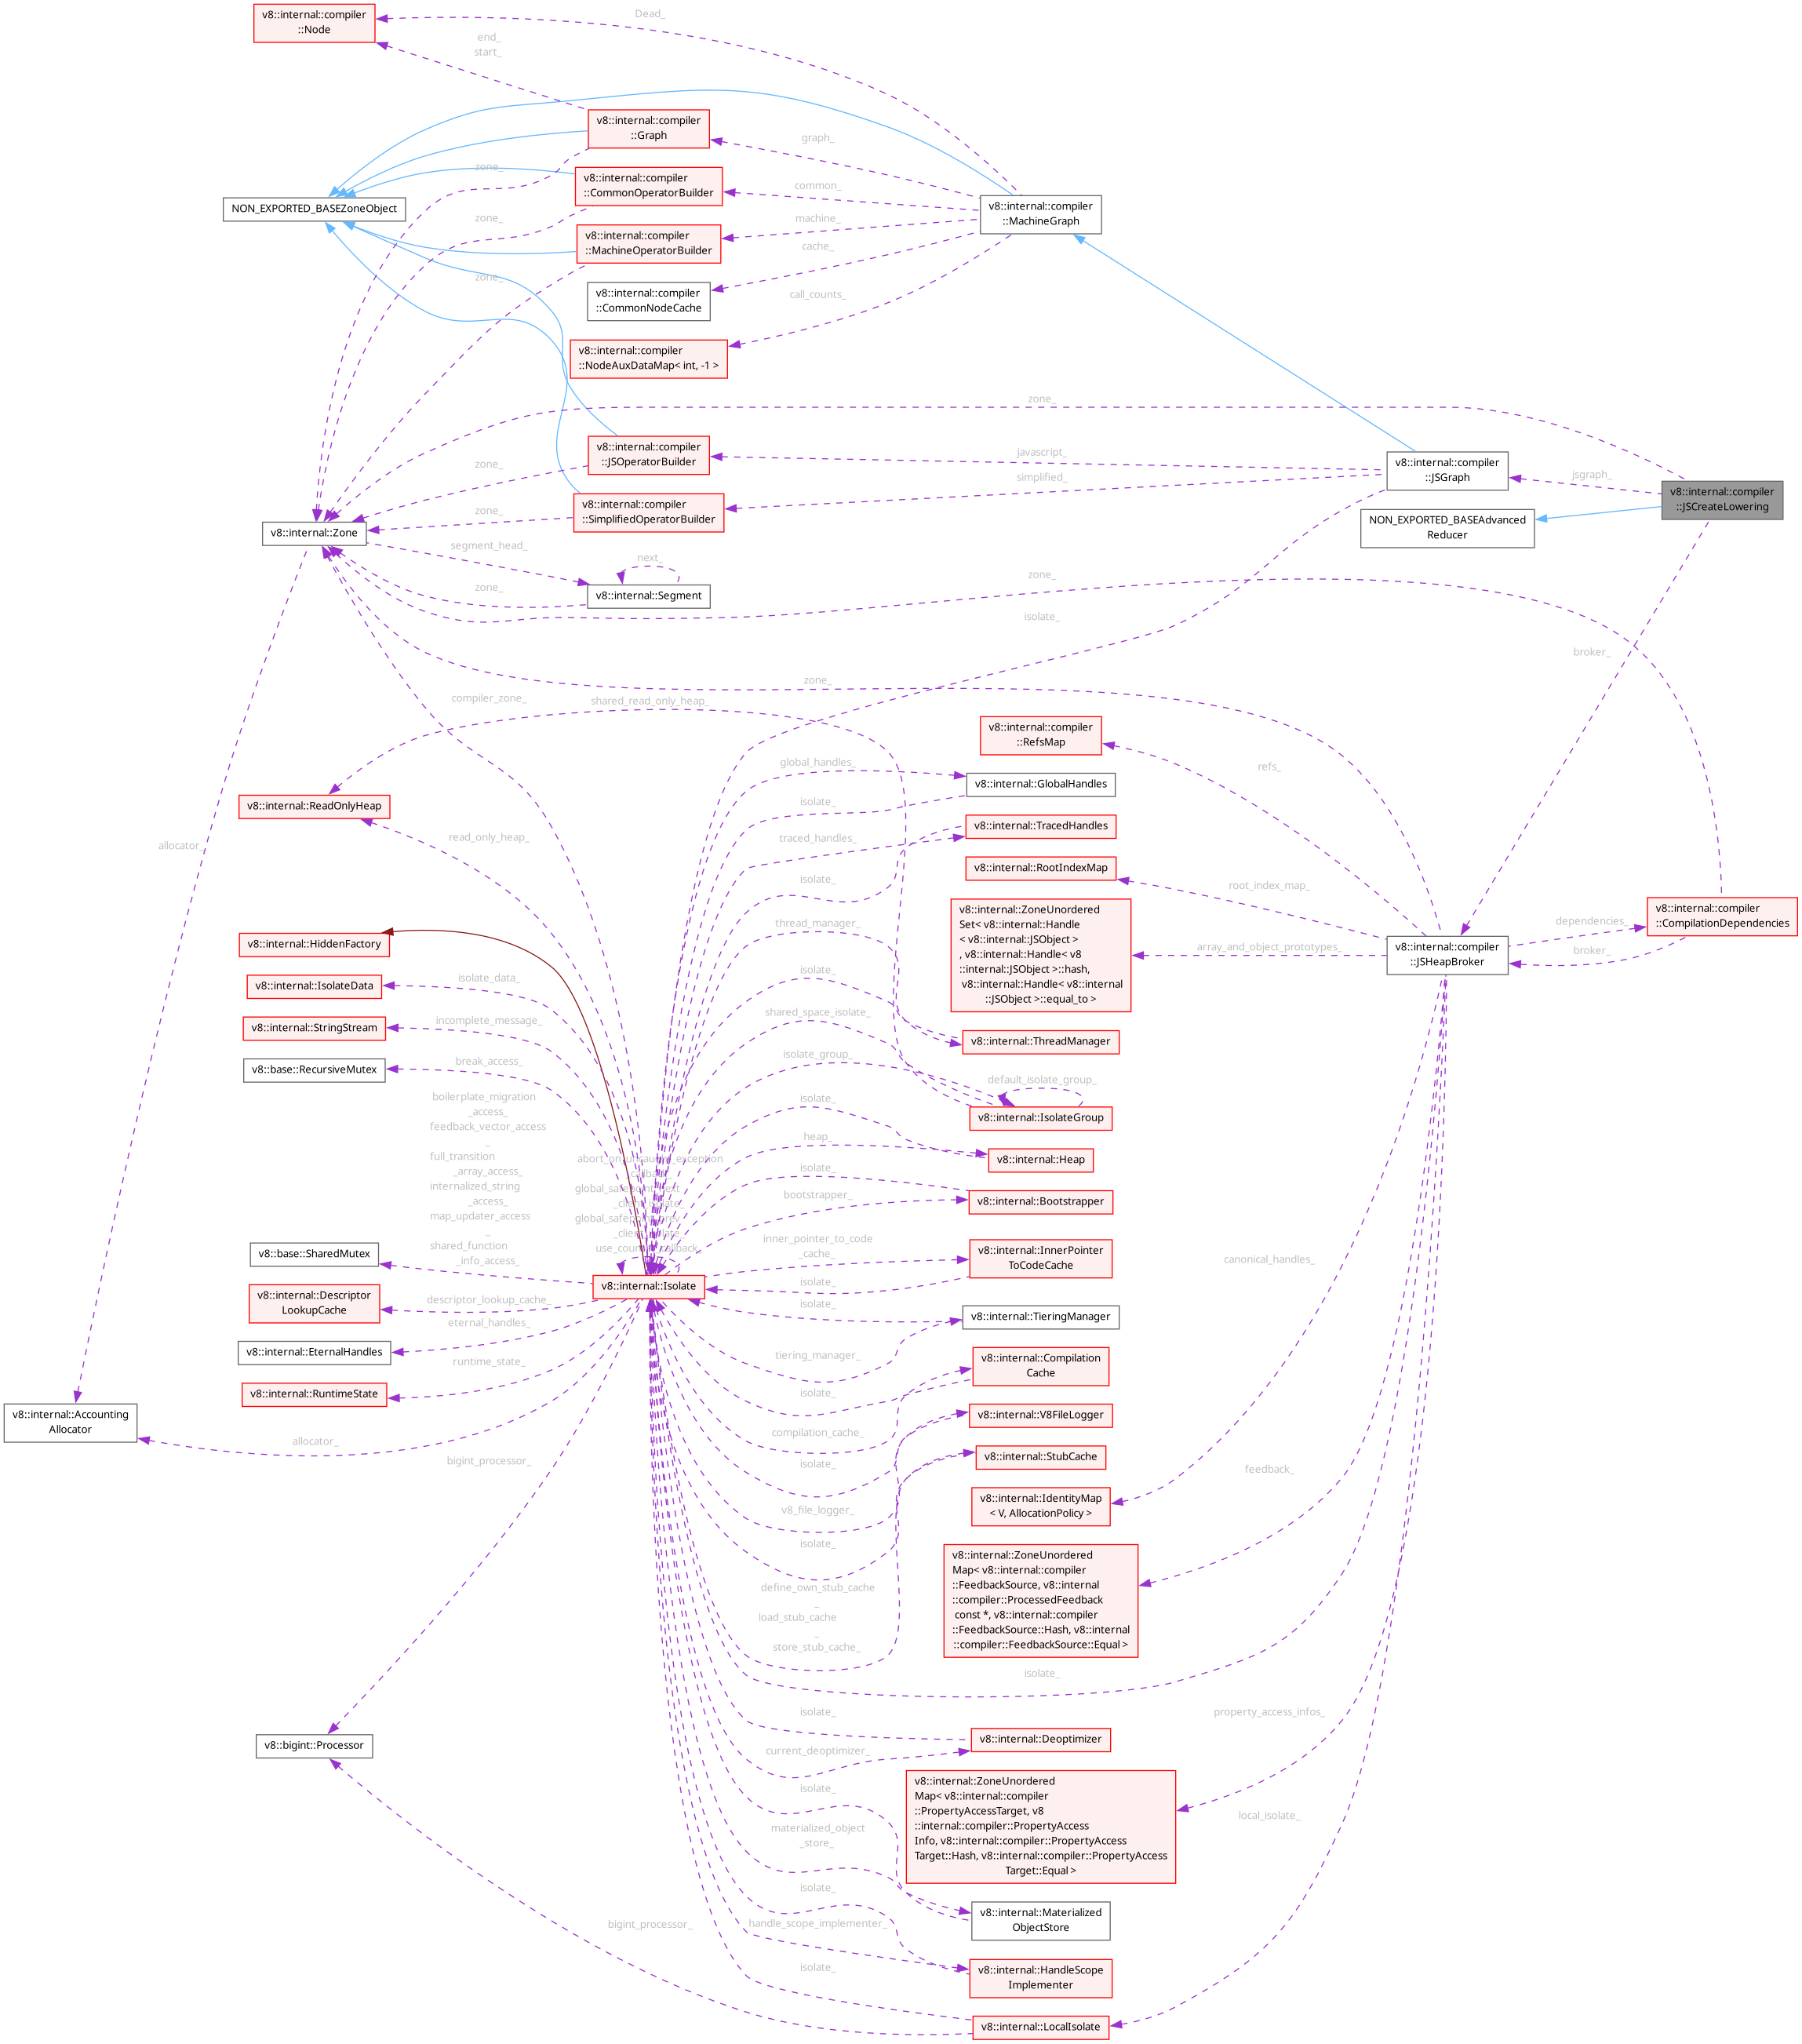 v8::internal::compiler
::Node
Dead_
end_
start_
v8::internal::compiler
::Graph
graph_
zone_
v8::internal::compiler
::CommonOperatorBuilder
common_
NON_EXPORTED_BASEZoneObject
v8::internal::compiler
::MachineGraph
zone_
v8::internal::compiler
::MachineOperatorBuilder
machine_
cache_
zone_
v8::internal::compiler
::CommonNodeCache
call_counts_
v8::internal::compiler
::NodeAuxDataMap< int, -1 >
zone_
v8::internal::compiler
::JSOperatorBuilder
javascript_
zone_
v8::internal::compiler
::JSGraph
jsgraph_
v8::internal::compiler
::JSCreateLowering
simplified_
v8::internal::compiler
::SimplifiedOperatorBuilder
zone_
NON_EXPORTED_BASEAdvanced
Reducer
v8::internal::Zone
segment_head_
next_
zone_
v8::internal::Segment
zone_
isolate_
broker_
zone_
compiler_zone_
shared_read_only_heap_
v8::internal::compiler
::RefsMap
refs_
global_handles_
v8::internal::GlobalHandles
v8::internal::ReadOnlyHeap
isolate_
v8::internal::TracedHandles
read_only_heap_
traced_handles_
allocator_
v8::internal::RootIndexMap
isolate_
root_index_map_
v8::internal::ZoneUnordered
Set< v8::internal::Handle
< v8::internal::JSObject >
, v8::internal::Handle< v8
::internal::JSObject >::hash,
v8::internal::Handle< v8::internal
::JSObject >::equal_to >
thread_manager_
array_and_object_prototypes_
v8::internal::compiler
::JSHeapBroker
dependencies_
broker_
v8::internal::compiler
::CompilationDependencies
v8::internal::HiddenFactory
isolate_data_
v8::internal::IsolateData
isolate_
shared_space_isolate_
incomplete_message_
v8::internal::StringStream
v8::internal::ThreadManager
break_access_
v8::base::RecursiveMutex
isolate_group_
default_isolate_group_
v8::internal::IsolateGroup
boilerplate_migration
_access_
feedback_vector_access
_
full_transition
_array_access_
internalized_string
_access_
map_updater_access
_
shared_function
_info_access_
isolate_
heap_
v8::internal::Heap
abort_on_uncaught_exception
_callback_
global_safepoint_next
_client_isolate_
global_safepoint_prev
_client_isolate_
use_counter_callback_
isolate_
bootstrapper_
v8::internal::Bootstrapper
v8::base::SharedMutex
inner_pointer_to_code
_cache_
v8::internal::InnerPointer
ToCodeCache
canonical_handles_
v8::internal::Isolate
isolate_
v8::internal::Descriptor
LookupCache
descriptor_lookup_cache_
isolate_
v8::internal::TieringManager
eternal_handles_
v8::internal::EternalHandles
tiering_manager_
v8::internal::Compilation
Cache
runtime_state_
v8::internal::RuntimeState
isolate_
v8::internal::V8FileLogger
v8::internal::Accounting
Allocator
allocator_
compilation_cache_
v8::internal::StubCache
bigint_processor_
isolate_
feedback_
v8::internal::IdentityMap
< V, AllocationPolicy >
v8_file_logger_
isolate_
v8::internal::ZoneUnordered
Map< v8::internal::compiler
::FeedbackSource, v8::internal
::compiler::ProcessedFeedback
const *, v8::internal::compiler
::FeedbackSource::Hash, v8::internal
::compiler::FeedbackSource::Equal >
define_own_stub_cache
_
load_stub_cache
_
store_stub_cache_
isolate_
isolate_
property_access_infos_
v8::bigint::Processor
v8::internal::Deoptimizer
current_deoptimizer_
isolate_
v8::internal::ZoneUnordered
Map< v8::internal::compiler
::PropertyAccessTarget, v8
::internal::compiler::PropertyAccess
Info, v8::internal::compiler::PropertyAccess
Target::Hash, v8::internal::compiler::PropertyAccess
Target::Equal >
local_isolate_
materialized_object
_store_
isolate_
v8::internal::Materialized
ObjectStore
handle_scope_implementer_
bigint_processor_
isolate_
v8::internal::HandleScope
Implementer
v8::internal::LocalIsolate